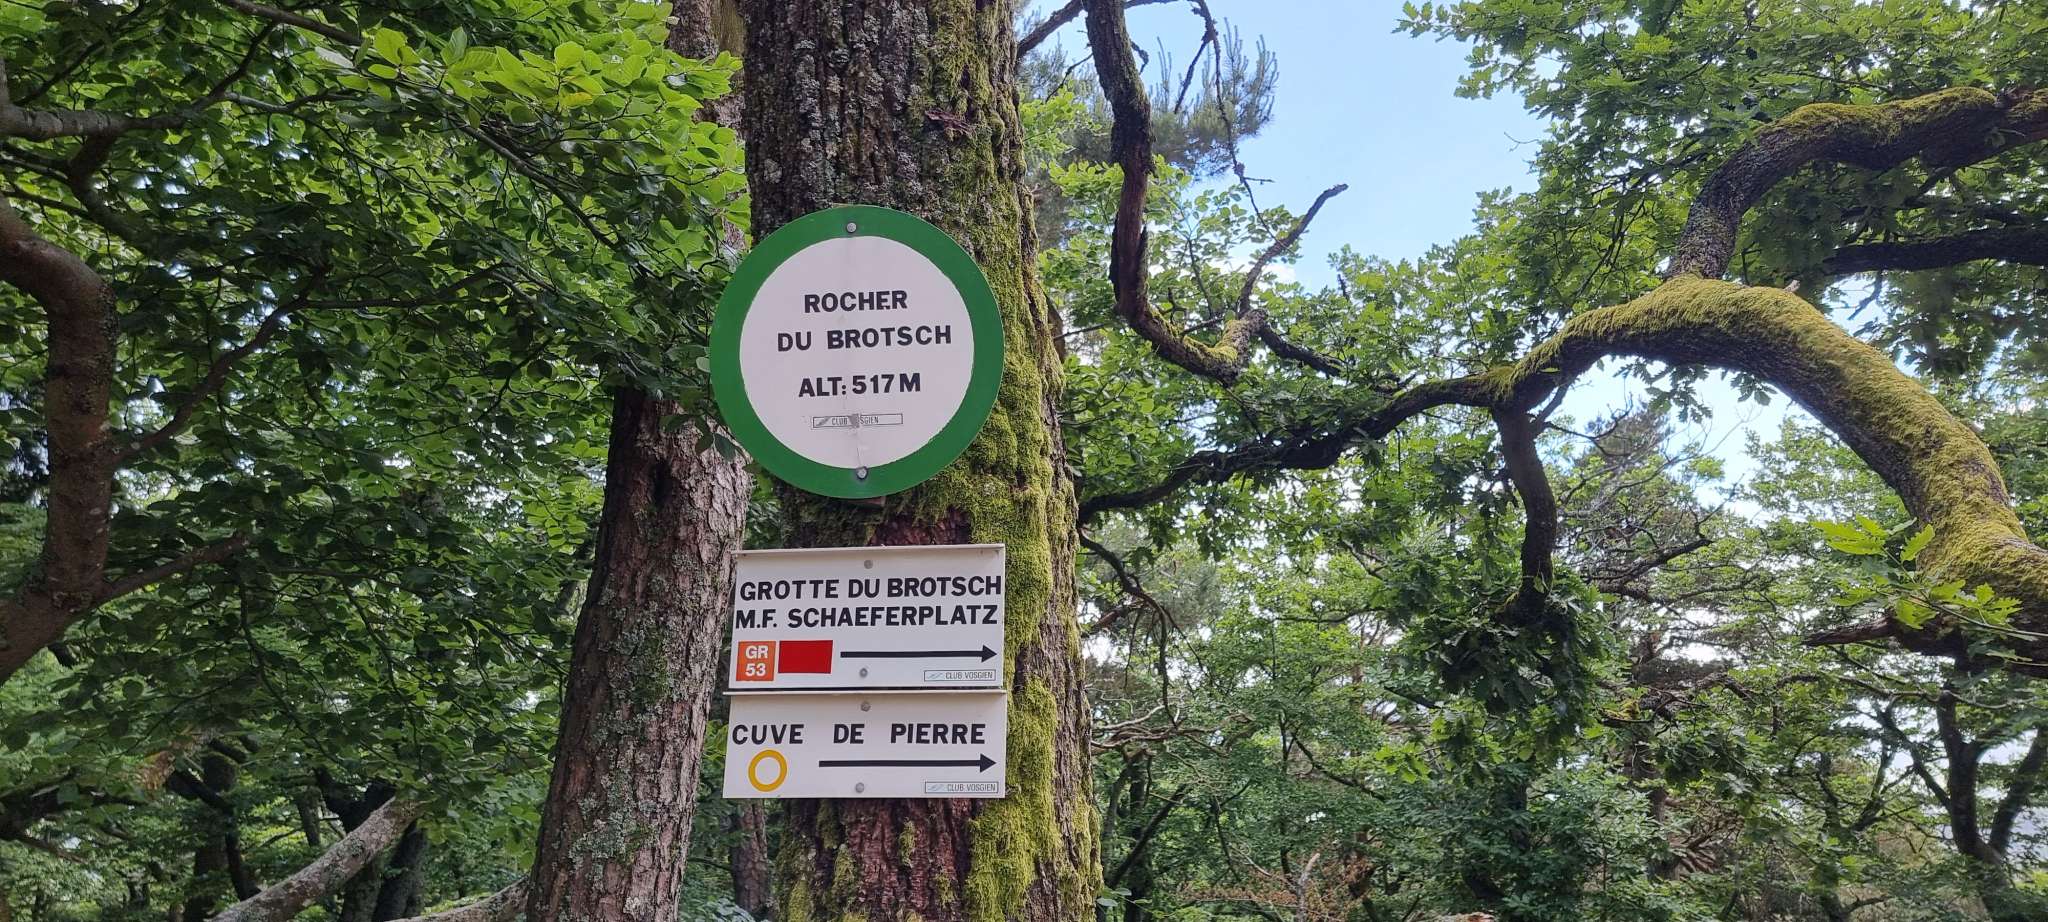 ROCHER
DU BROTSCH
ALT: 517 M
CLUB VOSGIEN
GROTTE DU BROTSCH
M.F. SCHAEFERPLATZ
GR
53
CLUB VOSGIEN
CUVE DE PIERRE
CLUB VOSGIEN